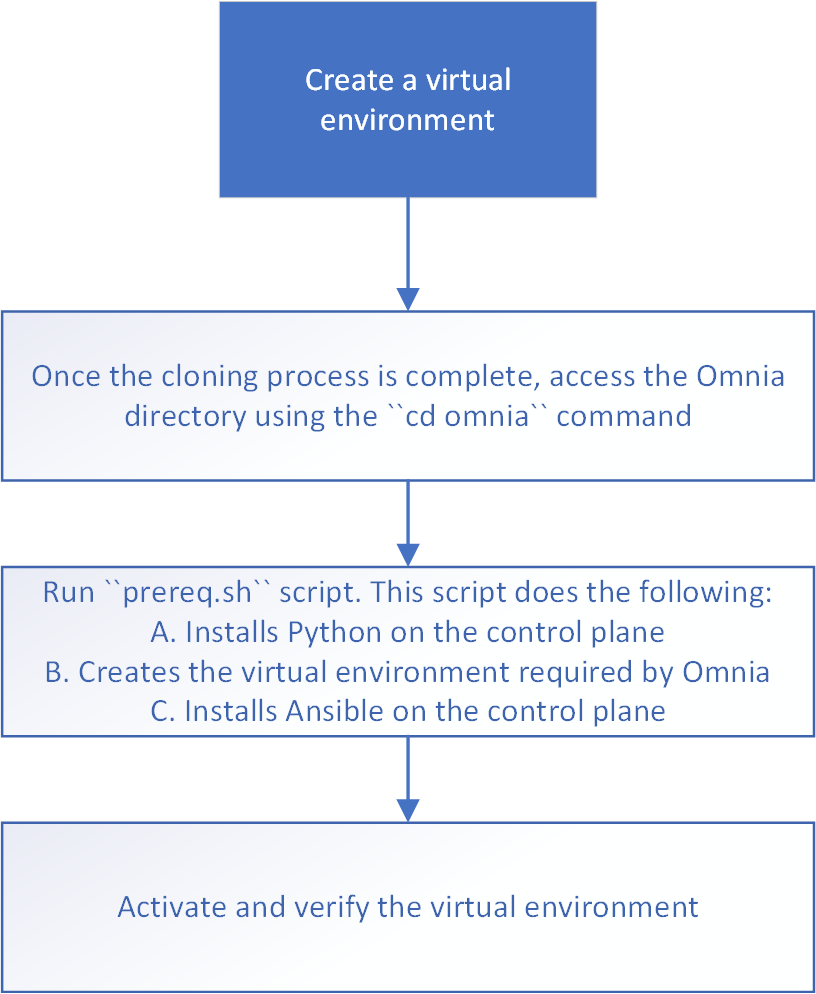 Create a virtual
environment
Once the cloning process is complete, access the Omnia
directory using the ``cd omnia`` command
Run ``prereq.sh`` script. This script does the following:
A. Installs Python on the control plane
B. Creates the virtual environment required by Omnia
C. Installs Ansible on the control plane
Activate and verify the virtual environment